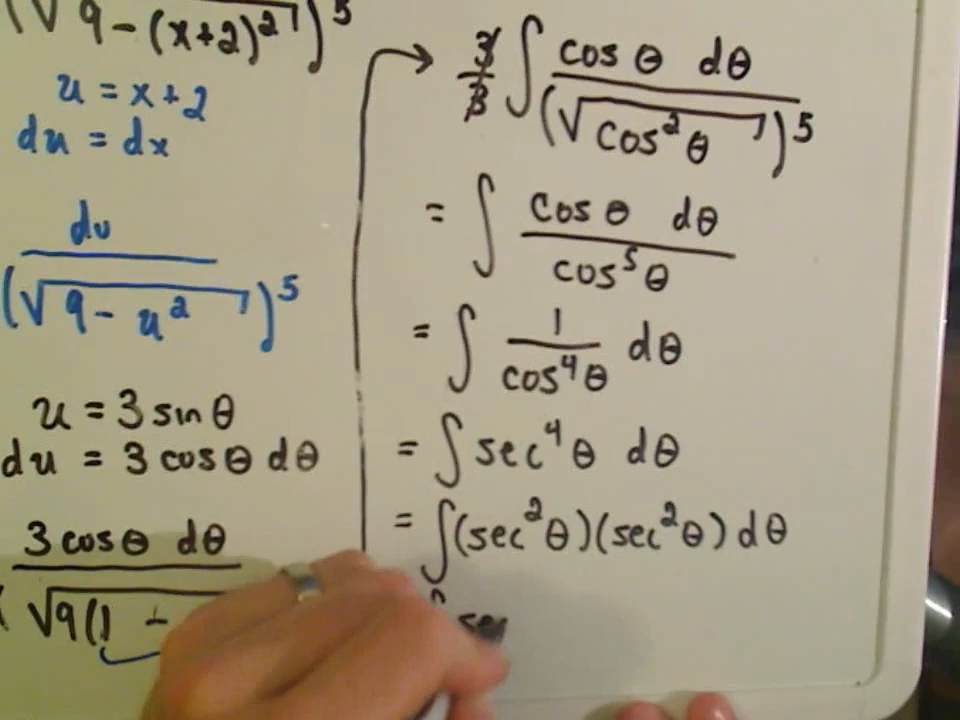 (√9 - (x+2)²)⁵
u = x+2
du = dx
du
(√9 - u²)⁵
u = 3 sin θ
du = 3 cos θ dθ
3 cos θ dθ
√9(1 -
3/3 ∫ cos θ dθ / (√cos²θ)⁵
= ∫ cos θ dθ / cos⁵θ
= ∫ 1 / cos⁴θ dθ
= ∫ sec⁴θ dθ
= ∫(sec²θ)(sec²θ) dθ